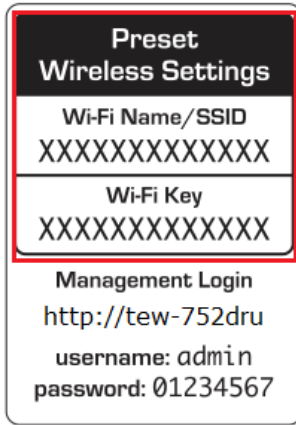 Preset
Wireless Settings
Wi-Fi Name/SSID
XXXXXXXXXXXXX
Wi-Fi Key
XXXXXXXXXXXXX
Management Login
http://tew-752dru
username: admin
password: 01234567